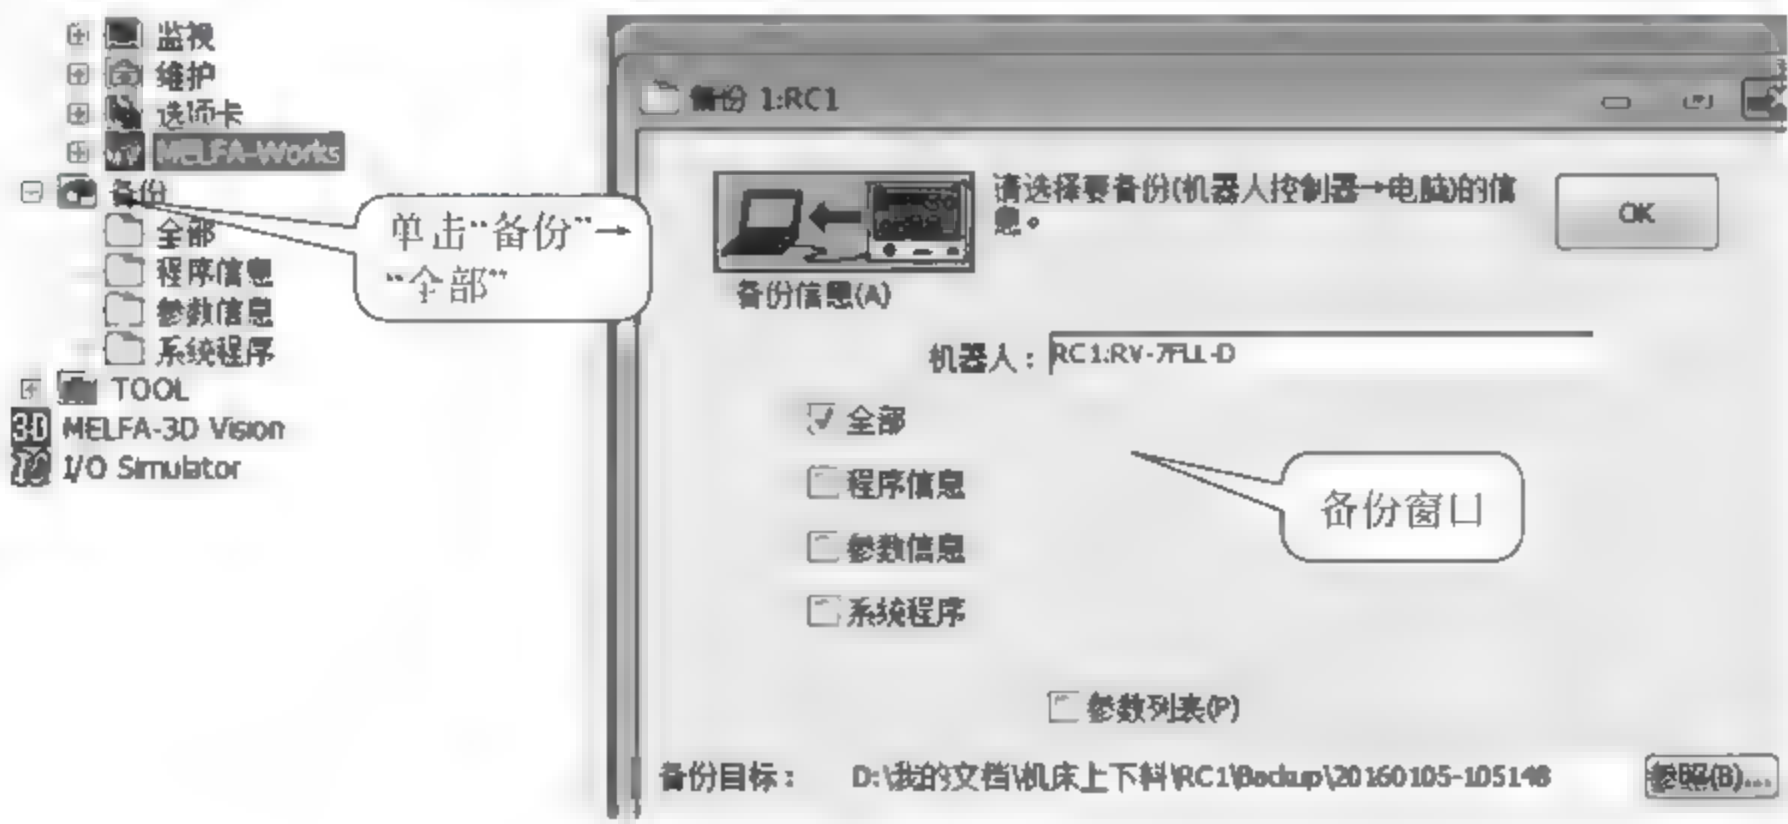 监视
维护
选项卡
MELFA-Works
备份
全部
程序信息
参数信息
系统程序
TOOL
3D MELFA-3D Vision
I/O Simulator
单击“备份”→
“全部”
备份 1:RC1
请选择要备份(机器人控制器→电脑)的信
息。
OK
备份信息(A)
机器人：
RC1:RV-7FLL-D
全部
程序信息
参数信息
系统程序
备份窗口
参数列表(P)
备份目标：
D:\我的文档\机床上下料\RC1\Backup\20160105-105148
参照(B)...